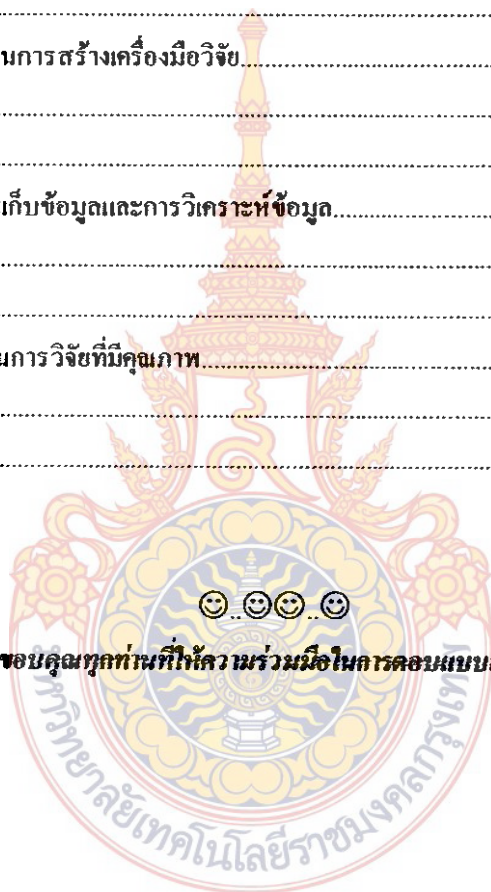 นการสร้างเครื่องมือวิจัย
เก็บข้อมูลและการวิเคราะห์ข้อมูล
นการวิจัยที่มีคุณภาพ
ขอบคุณทุกท่านที่ให้ความร่วมมือในการตอบแบบ
มหาวิทยาลัยเทคโนโลยีราชมงคลกรุงเทพ